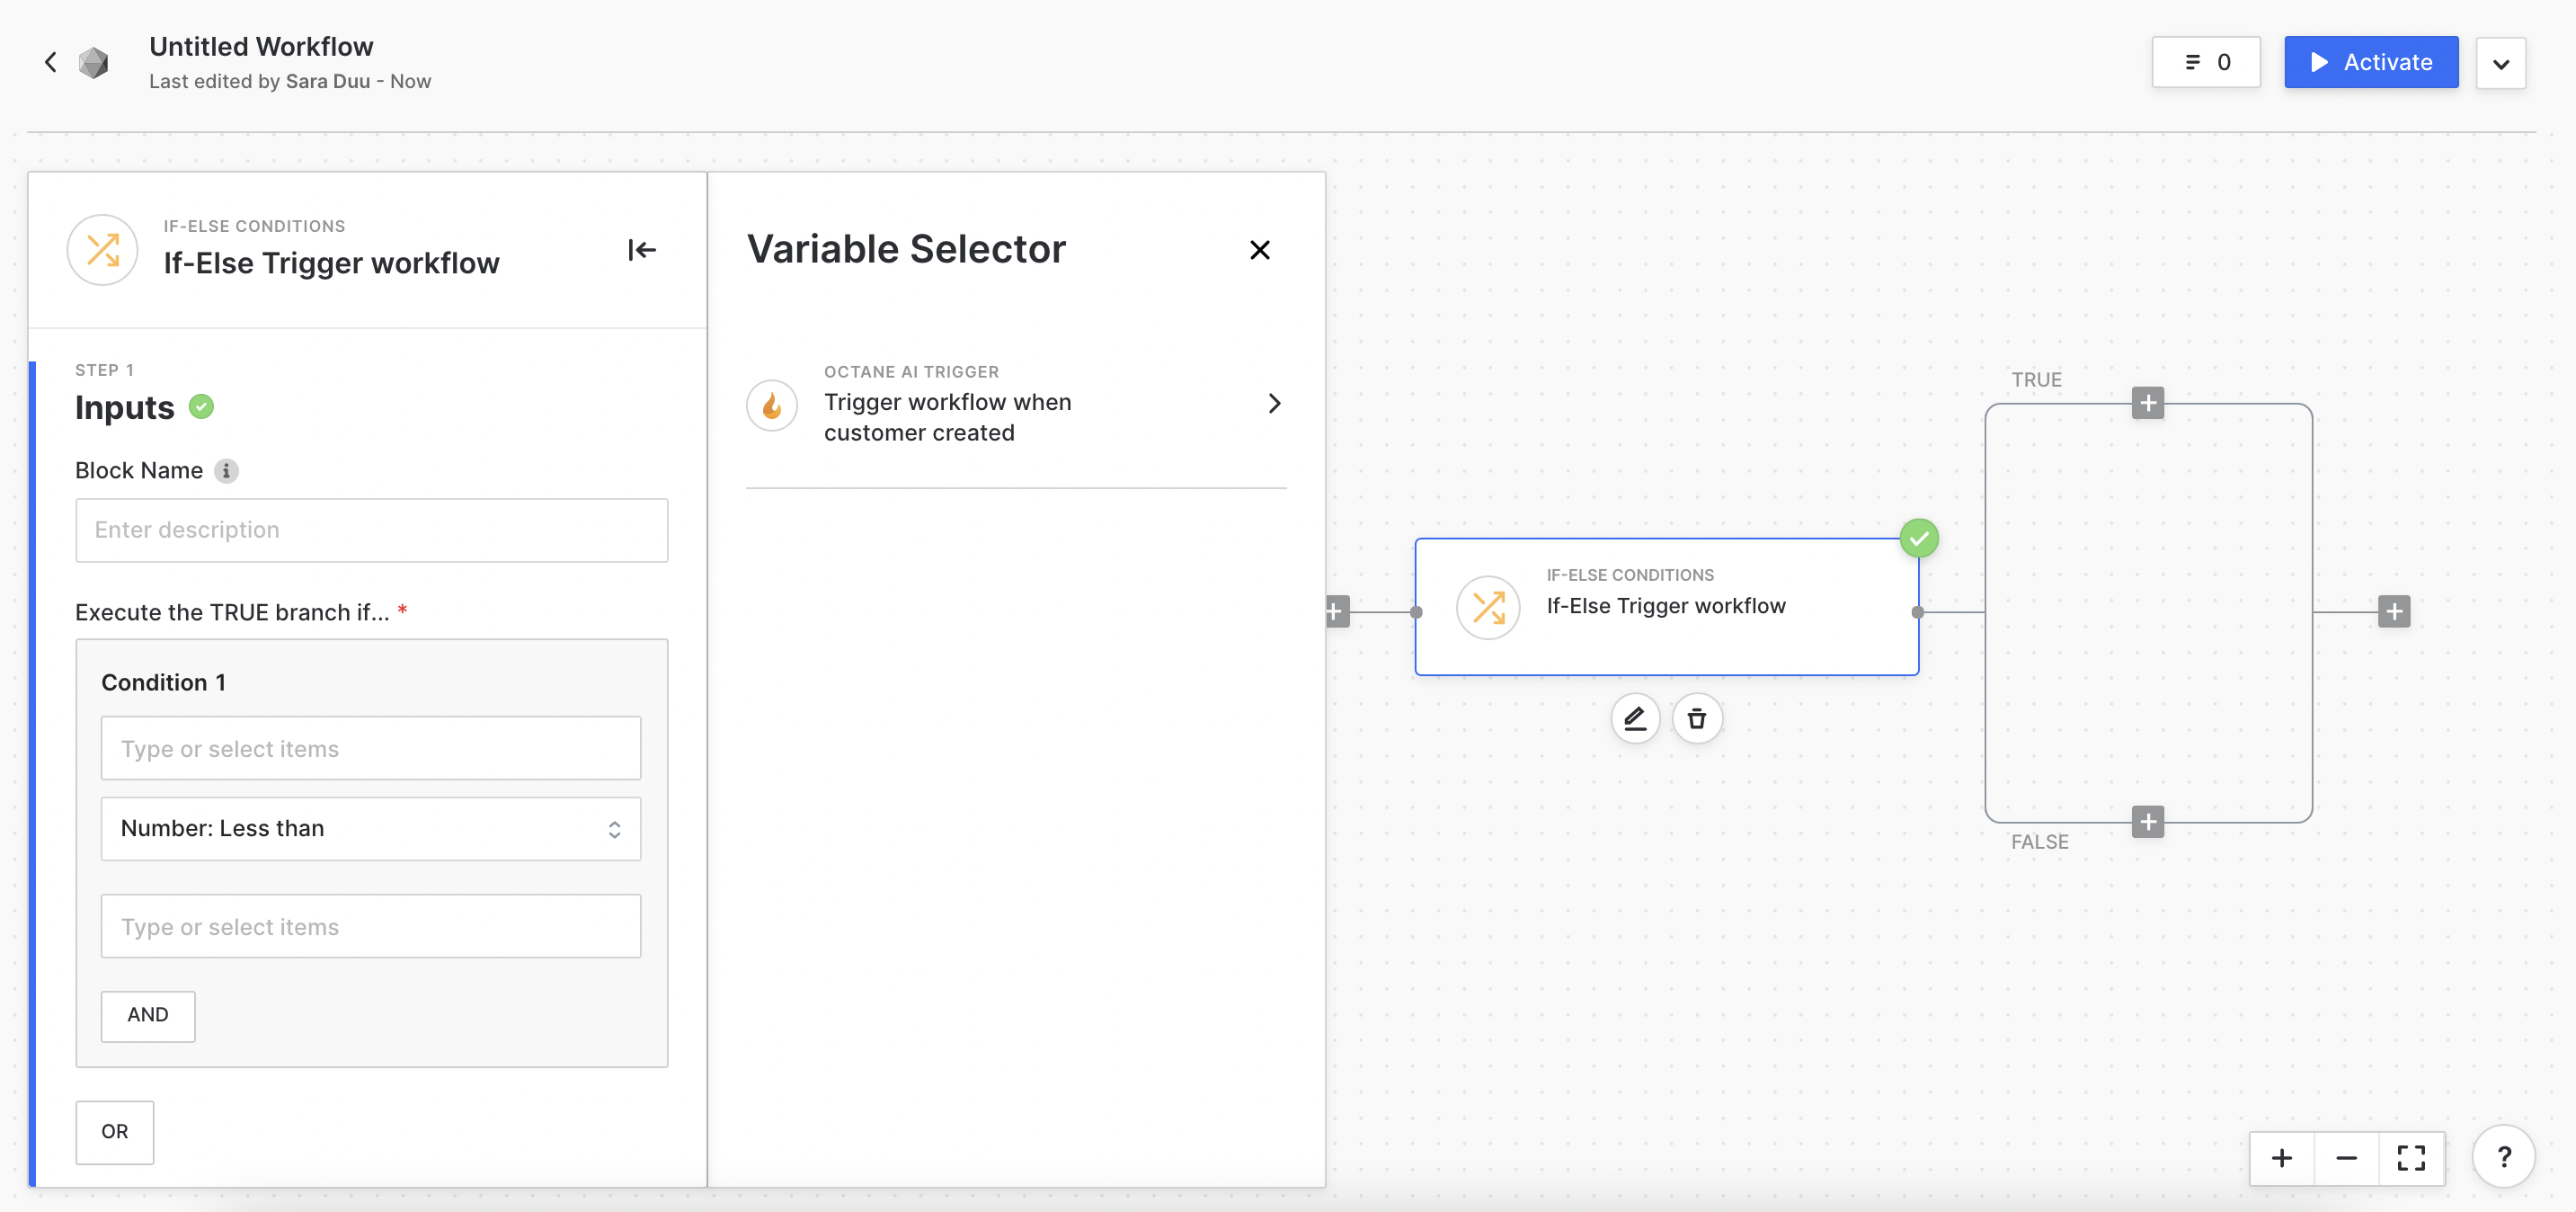 Untitled Workflow
Last edited by Sara Duu - Now
0
Activate
IF-ELSE CONDITIONS
If-Else Trigger workflow
STEP 1
Inputs
Block Name
Enter description
Execute the TRUE branch if... *
Condition 1
Type or select items
Number: Less than
Type or select items
AND
OR
Variable Selector
OCTANE AI TRIGGER
Trigger workflow when
customer created
IF-ELSE CONDITIONS
If-Else Trigger workflow
TRUE
FALSE
?